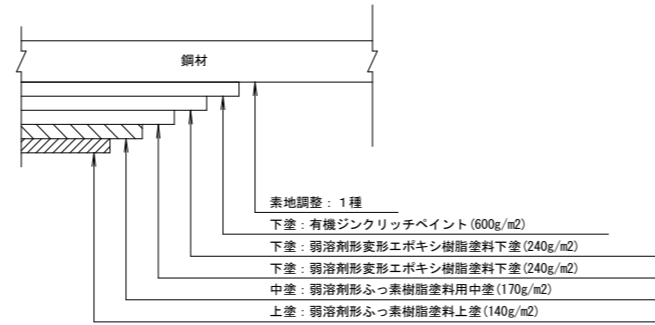 鋼材
素地調整：１種
下塗：有機ジンクリッチペイント(600g/m2)
下塗：弱溶剤形変形エポキシ樹脂塗料下塗(240g/m2)
下塗：弱溶剤形変形エポキシ樹脂塗料下塗(240g/m2)
中塗：弱溶剤形ふっ素樹脂塗料用中塗(170g/m2)
上塗：弱溶剤形ふっ素樹脂塗料上塗(140g/m2)